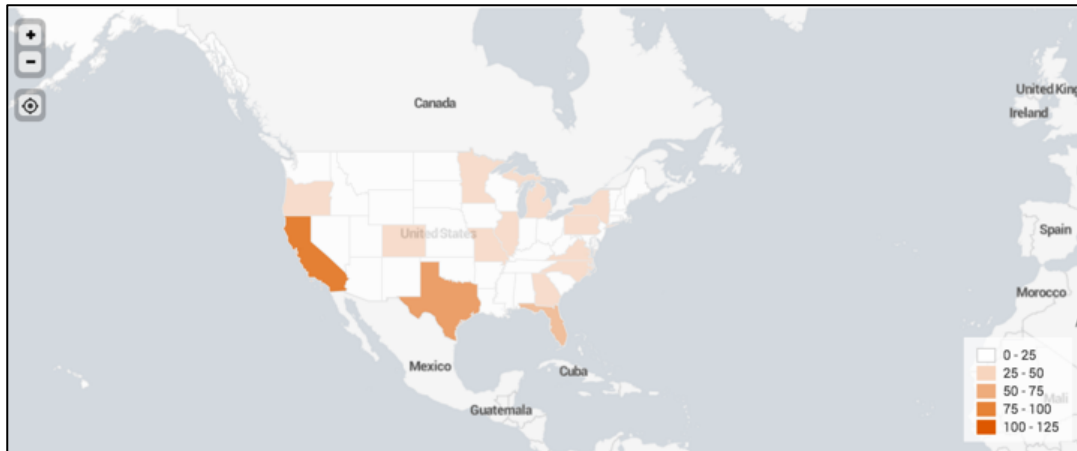 +
−
Canada
United King
Ireland
United States
Spain
Morocco
Mexico
Cuba
Guatemala
Mali
0 - 25
25 - 50
50 - 75
75 - 100
100 - 125